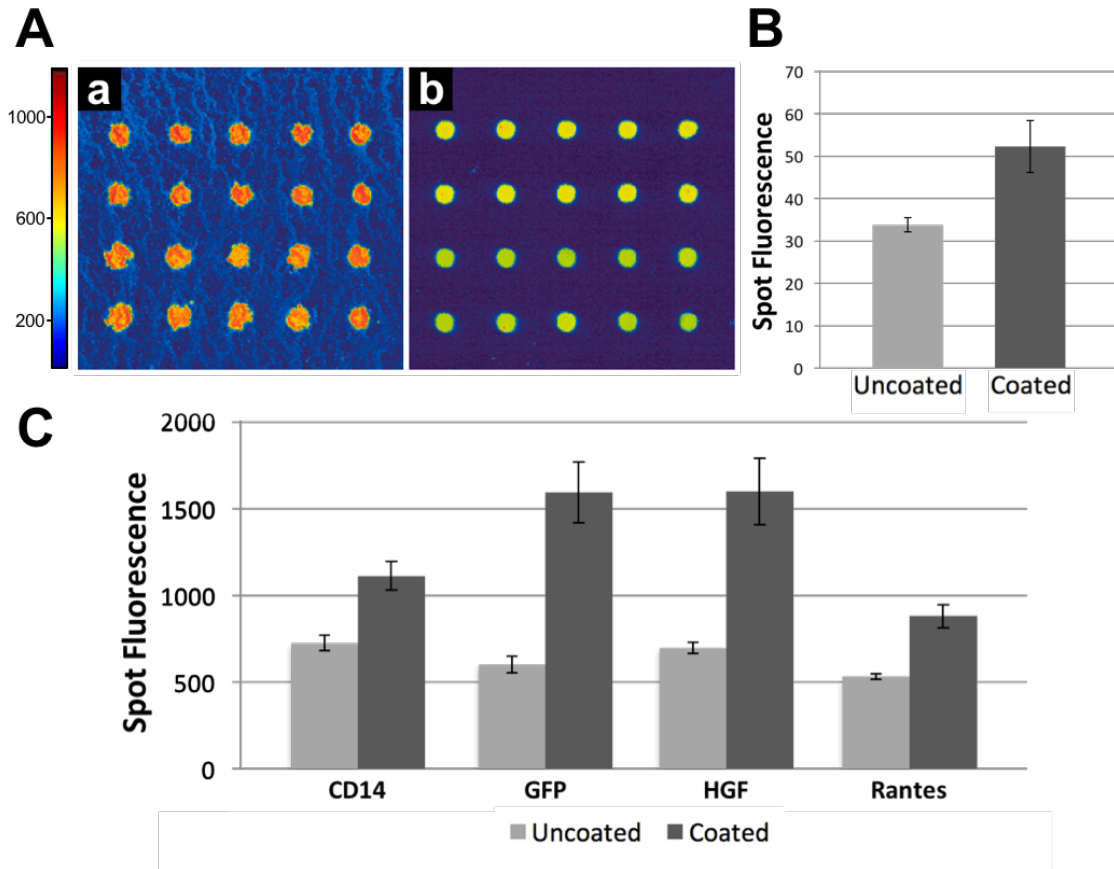 A
B
a
b
1000
600
200
Spot Fluorescence
70
60
50
40
30
20
10
0
Uncoated
Coated
C
Spot Fluorescence
2000
1500
1000
500
0
CD14
GFP
HGF
Rantes
Uncoated
Coated